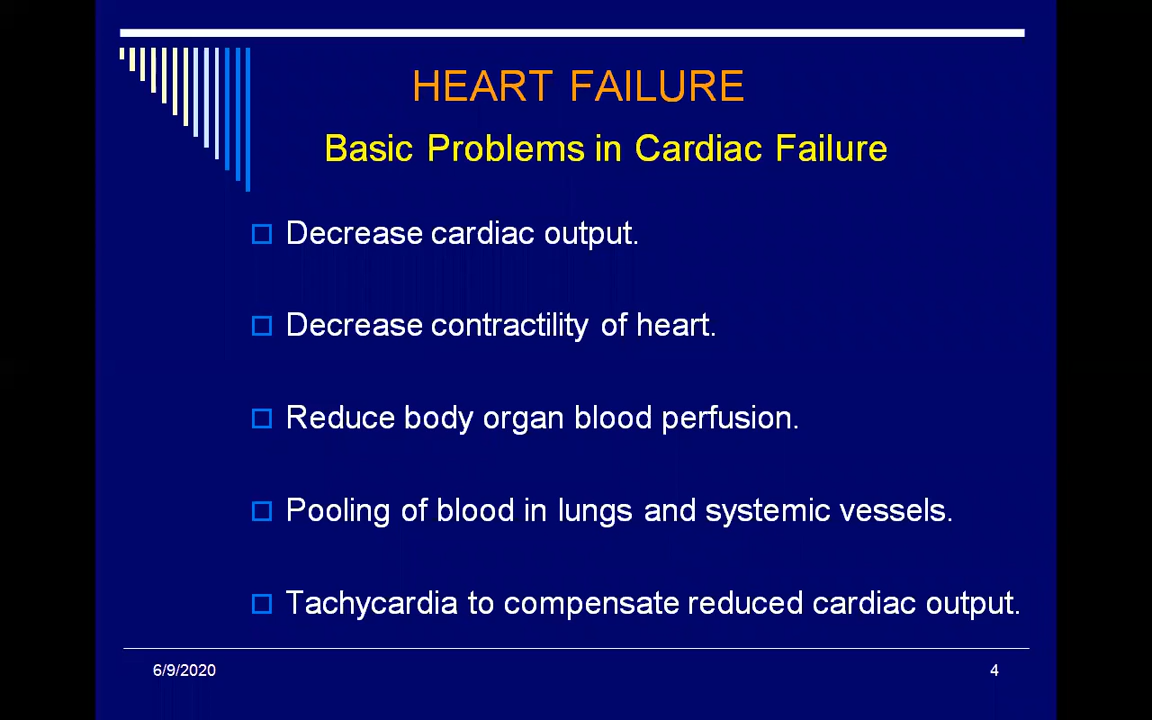 HEART FAILURE
Basic Problems in Cardiac Failure
Decrease cardiac output.
Decrease contractility of heart.
Reduce body organ blood perfusion.
Pooling of blood in lungs and systemic vessels.
Tachycardia to compensate reduced cardiac output.
6/9/2020
4